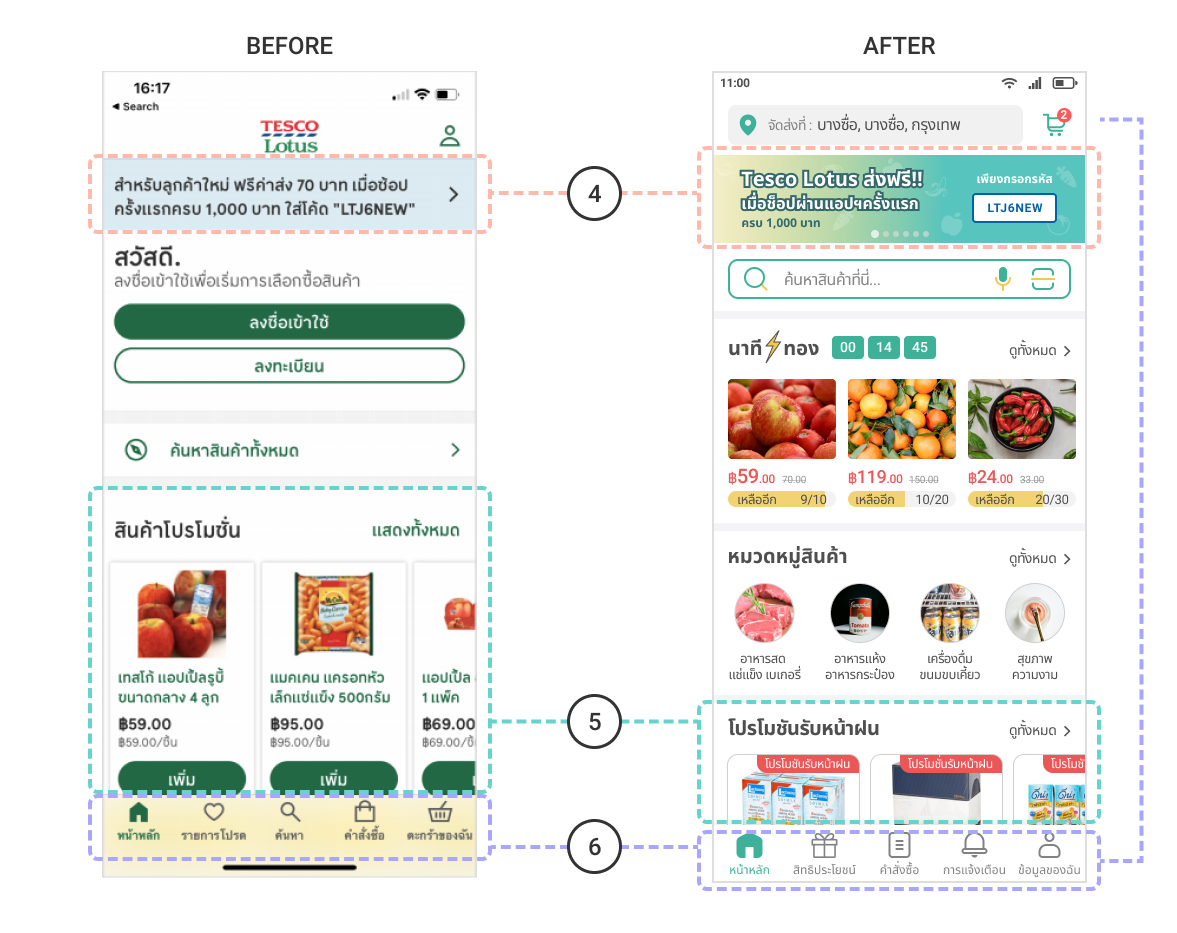 BEFORE
AFTER
16:17
◄ Search
TESCO
Lotus
สำหรับลูกค้าใหม่ ฟรีค่าส่ง 70 บาท เมื่อช้อป
ครั้งแรกครบ 1,000 บาท ใส่โค้ด "LTJ6NEW"
สวัสดี.
ลงชื่อเข้าใช้เพื่อเริ่มการเลือกซื้อสินค้า
ลงชื่อเข้าใช้
ลงทะเบียน
ค้นหาสินค้าทั้งหมด
สินค้าโปรโมชั่น
แสดงทั้งหมด
เทสโก้ แอปเปิ้ลรูบี้
ขนาดกลาง 4 ลูก
฿59.00
฿59.00/ชิ้น
เพิ่ม
แมคเคน แครอทหัว
เล็กแช่แข็ง 500กรัม
฿95.00
฿95.00/ชิ้น
เพิ่ม
แอปเปิ้ล
1 แพ็ค
฿69.00
฿69.00/ชิ้
หน้าหลัก
รายการโปรด
ค้นหา
คำสั่งซื้อ
ตะกร้าของฉัน
4
5
6
11:00
จัดส่งที่ : บางซื่อ, บางซื่อ, กรุงเทพ
2
Tesco Lotus ส่งฟรี!!
เมื่อช็อปผ่านแอปฯครั้งแรก
ครบ 1,000 บาท
เพียงกรอกรหัส
LTJ6NEW
ค้นหาสินค้าที่นี่...
นาที ทอง
00 14 45
ดูทั้งหมด
฿59.00 70.00
เหลืออีก 9/10
฿119.00 150.00
เหลืออีก 10/20
฿24.00 33.00
เหลืออีก 20/30
หมวดหมู่สินค้า
ดูทั้งหมด
อาหารสด
แช่แข็ง เบเกอรี่
อาหารแห้ง
อาหารกระป๋อง
เครื่องดื่ม
ขนมขบเคี้ยว
สุขภาพ
ความงาม
โปรโมชันรับหน้าฝน
ดูทั้งหมด
โปรโมชันรับหน้าฝน
โปรโมชันรับหน้าฝน
โปรโมชันรั
หน้าหลัก
สิทธิประโยชน์
คำสั่งซื้อ
การแจ้งเตือน
ข้อมูลของฉัน